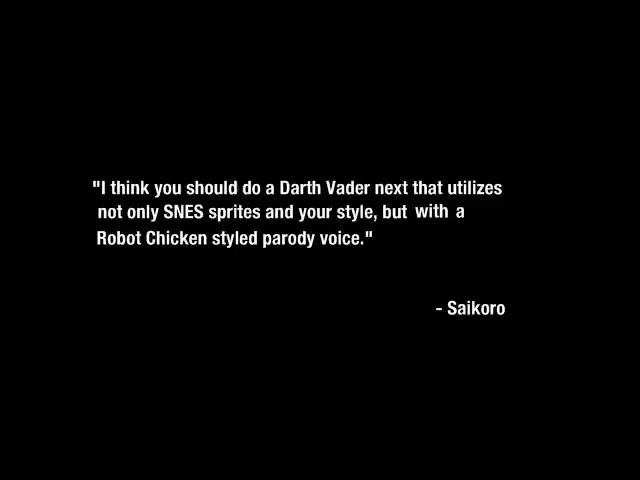 "I think you should do a Darth Vader next that utilizes
not only SNES sprites and your style, but with a
Robot Chicken styled parody voice."
- Saikoro